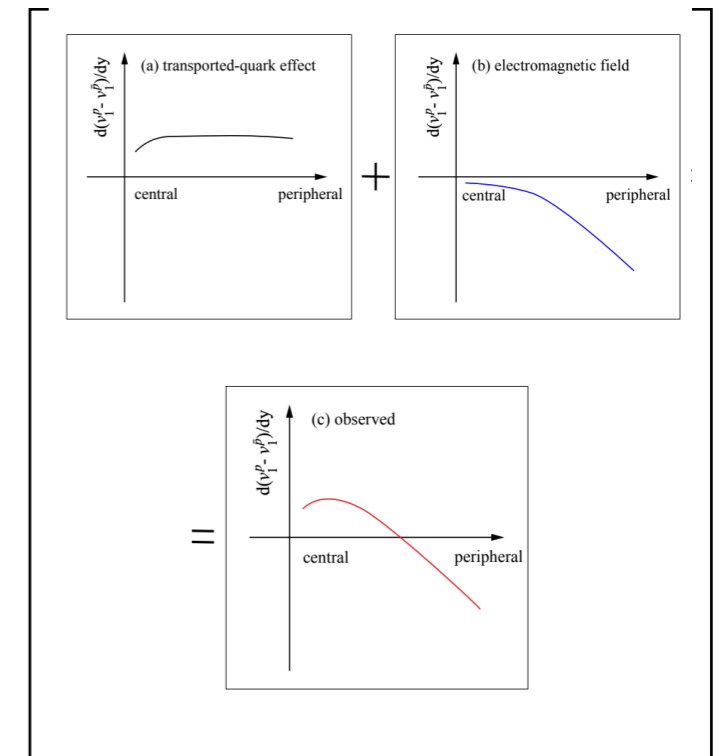 (a) transported-quark effect
d(v₁ᵖ- v₁ᵖ̄)/dy
central peripheral
+
(b) electromagnetic field
d(v₁ᵖ- v₁ᵖ̄)/dy
central peripheral
=
(c) observed
d(v₁ᵖ- v₁ᵖ̄)/dy
central peripheral